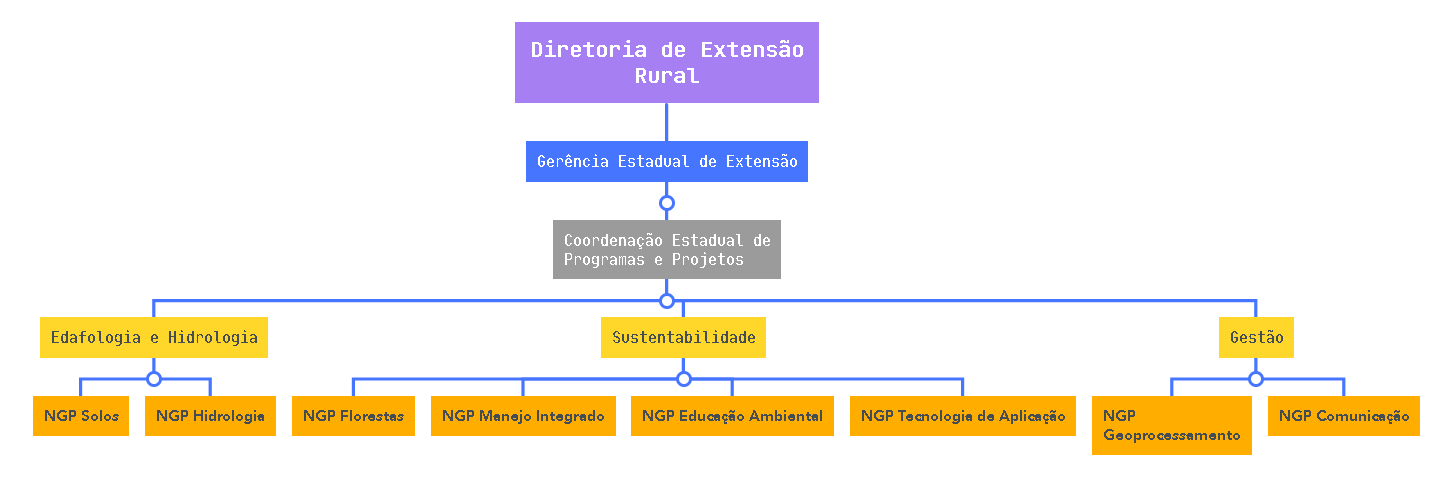 Diretoria de Extensão
Rural
Gerência Estadual de Extensão
Coordenação Estadual de
Programas e Projetos
Edafologia e Hidrologia
Sustentabilidade
Gestão
NGP Solos
NGP Hidrologia
NGP Florestas
NGP Manejo Integrado
NGP Educação Ambiental
NGP Tecnologia de Aplicação
NGP
Geoprocessamento
NGP Comunicação